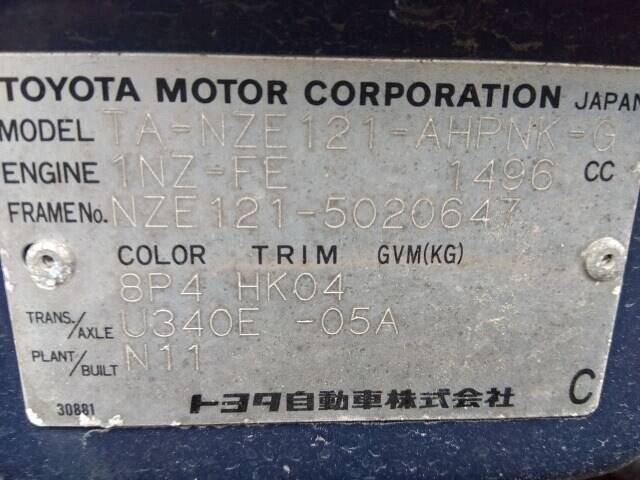 TOYOTA MOTOR CORPORATION JAPAN
MODEL TA-NZE121-AHPNK-G
ENGINE 1NZ-FE 1496 CC
FRAME No. NZE121-5020647
COLOR TRIM GVM(KG)
8P4 HK04
TRANS./AXLE U340E -05A
PLANT/BUILT N11
30881 トヨタ自動車株式会社 C